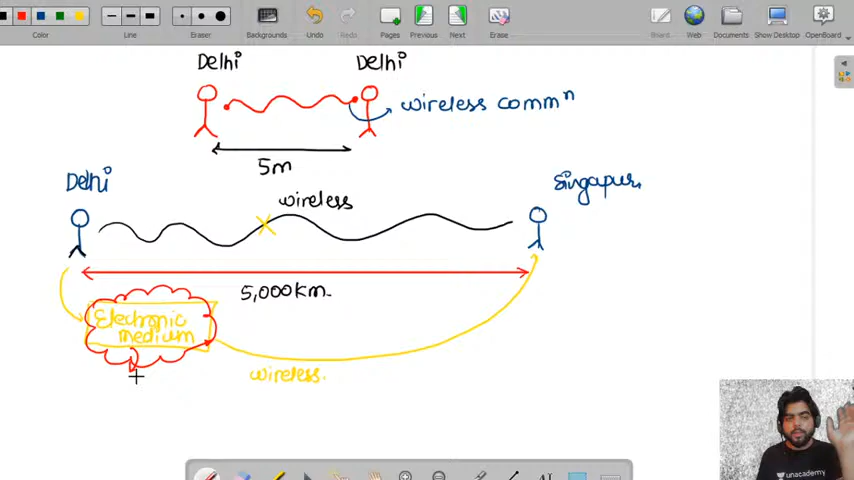 Color
Line
Eraser
Backgrounds
Undo
Redo
Pages
Previous
Next
Erase
Board
Web
Documents
Show Desktop
OpenBoard
Delhi
Delhi
wireless commⁿ
5m
Delhi
Singapur.
wireless
5,000km.
Electronic
medium
wireless.
unacademy